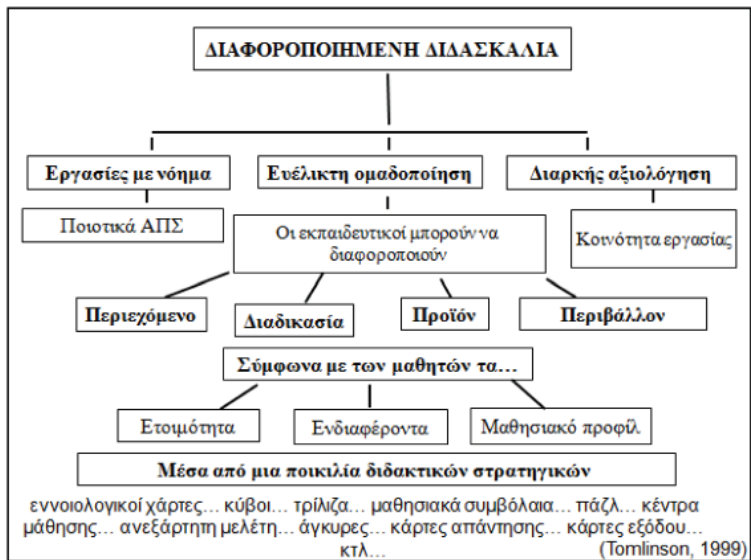 ΔΙΑΦΟΡΟΠΟΙΗΜΕΝΗ ΔΙΔΑΣΚΑΛΙΑ
Εργασίες με νόημα
Ευέλικτη ομαδοποίηση
Διαρκής αξιολόγηση
Ποιοτικά ΑΠΣ
Οι εκπαιδευτικοί μπορούν να
διαφοροποιούν
Κοινότητα εργασίας
Περιεχόμενο
Διαδικασία
Προϊόν
Περιβάλλον
Σύμφωνα με των μαθητών τα…
Ετοιμότητα
Ενδιαφέροντα
Μαθησιακό προφίλ
Μέσα από μια ποικιλία διδακτικών στρατηγικών
εννοιολογικοί χάρτες… κύβοι… τρίλιζα… μαθησιακά συμβόλαια… πάζλ… κέντρα
μάθησης… ανεξάρτητη μελέτη… άγκυρες… κάρτες απάντησης… κάρτες εξόδου…
κτλ…
(Tomlinson, 1999)